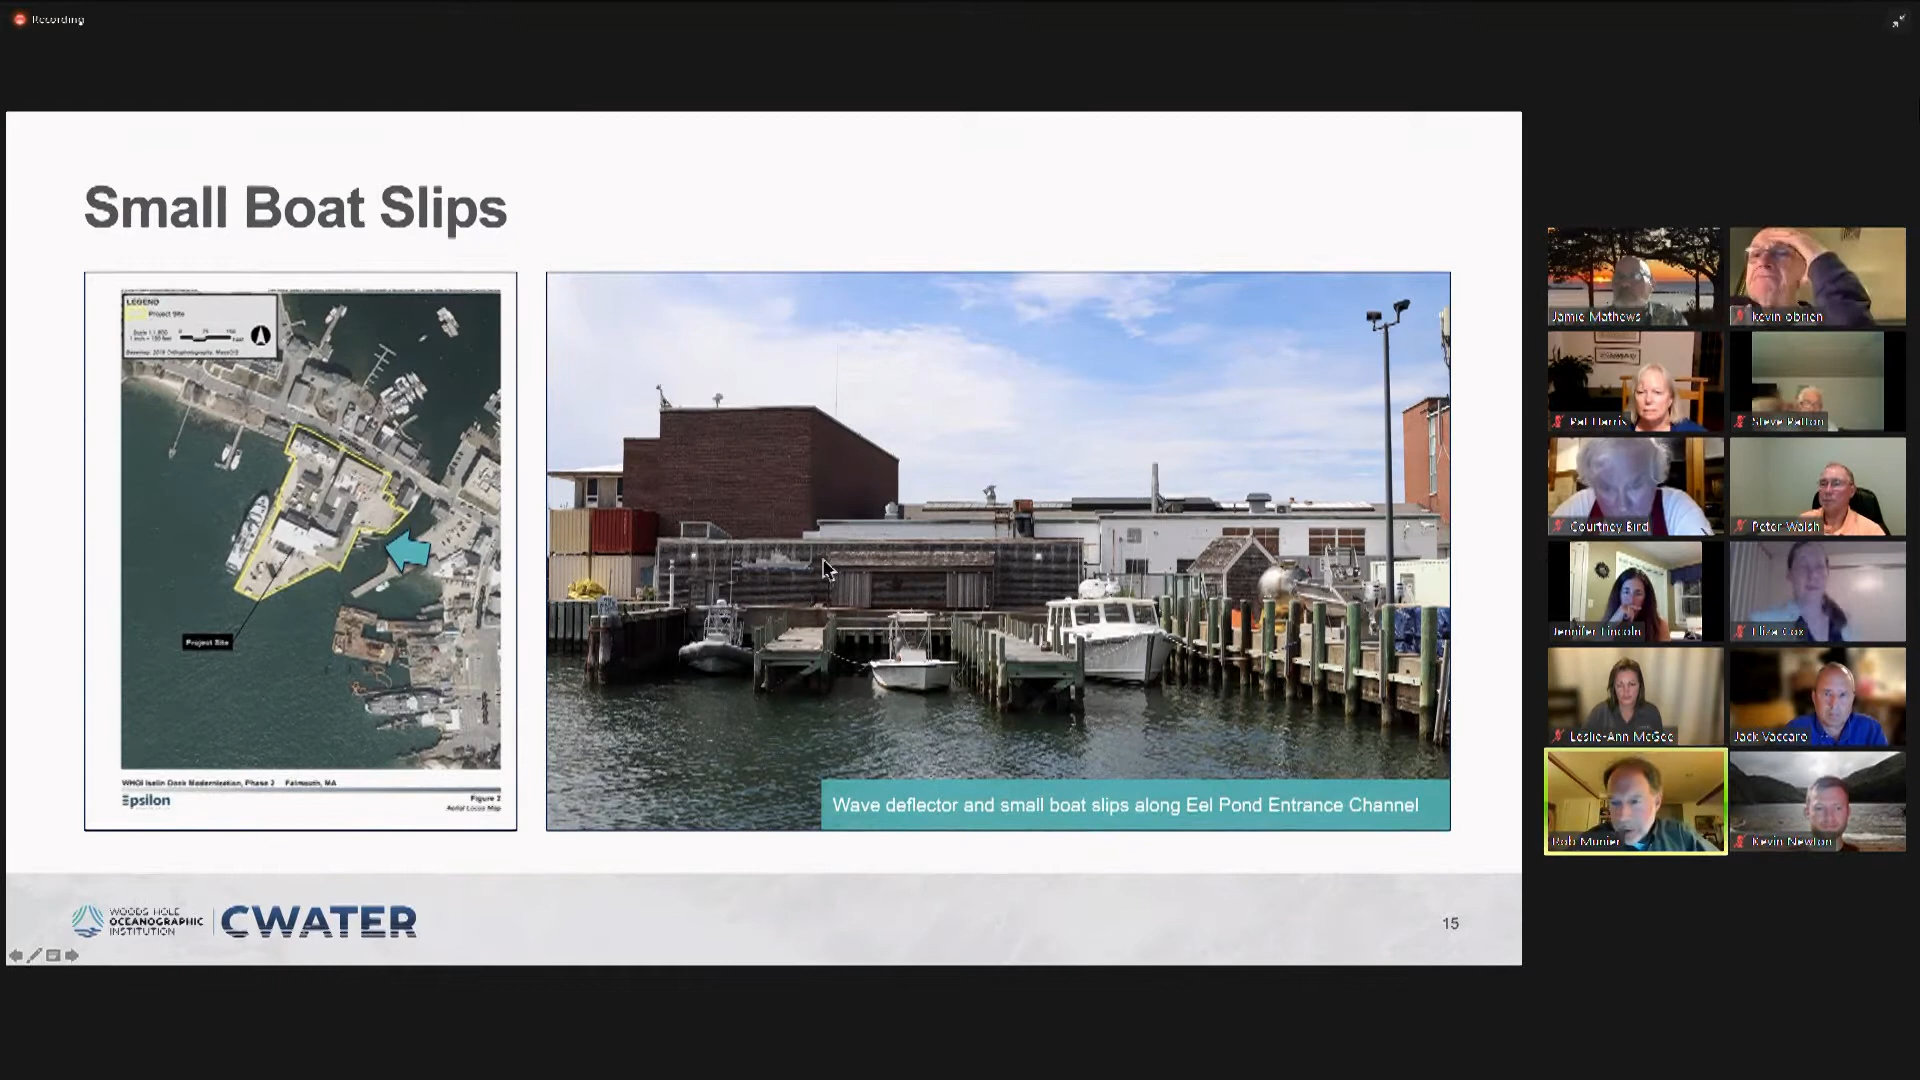 Recording
Small Boat Slips
LEGEND
Project Site
Project Site
WHOI Iselin Dock Modernization, Phase 2 Falmouth, MA
Epsilon
Figure 2
Aerial Locus Map
Wave deflector and small boat slips along Eel Pond Entrance Channel
WOODS HOLE
OCEANOGRAPHIC
INSTITUTION
CWATER
15
Jamie Mathews
kevin obrien
Pat Harris
Steve Patton
Courtney Bird
Peter Walsh
Jennifer Lincoln
Eliza Cox
Leslie-Ann McGee
Jack Vaccaro
Rob Munier
Kevin Newton